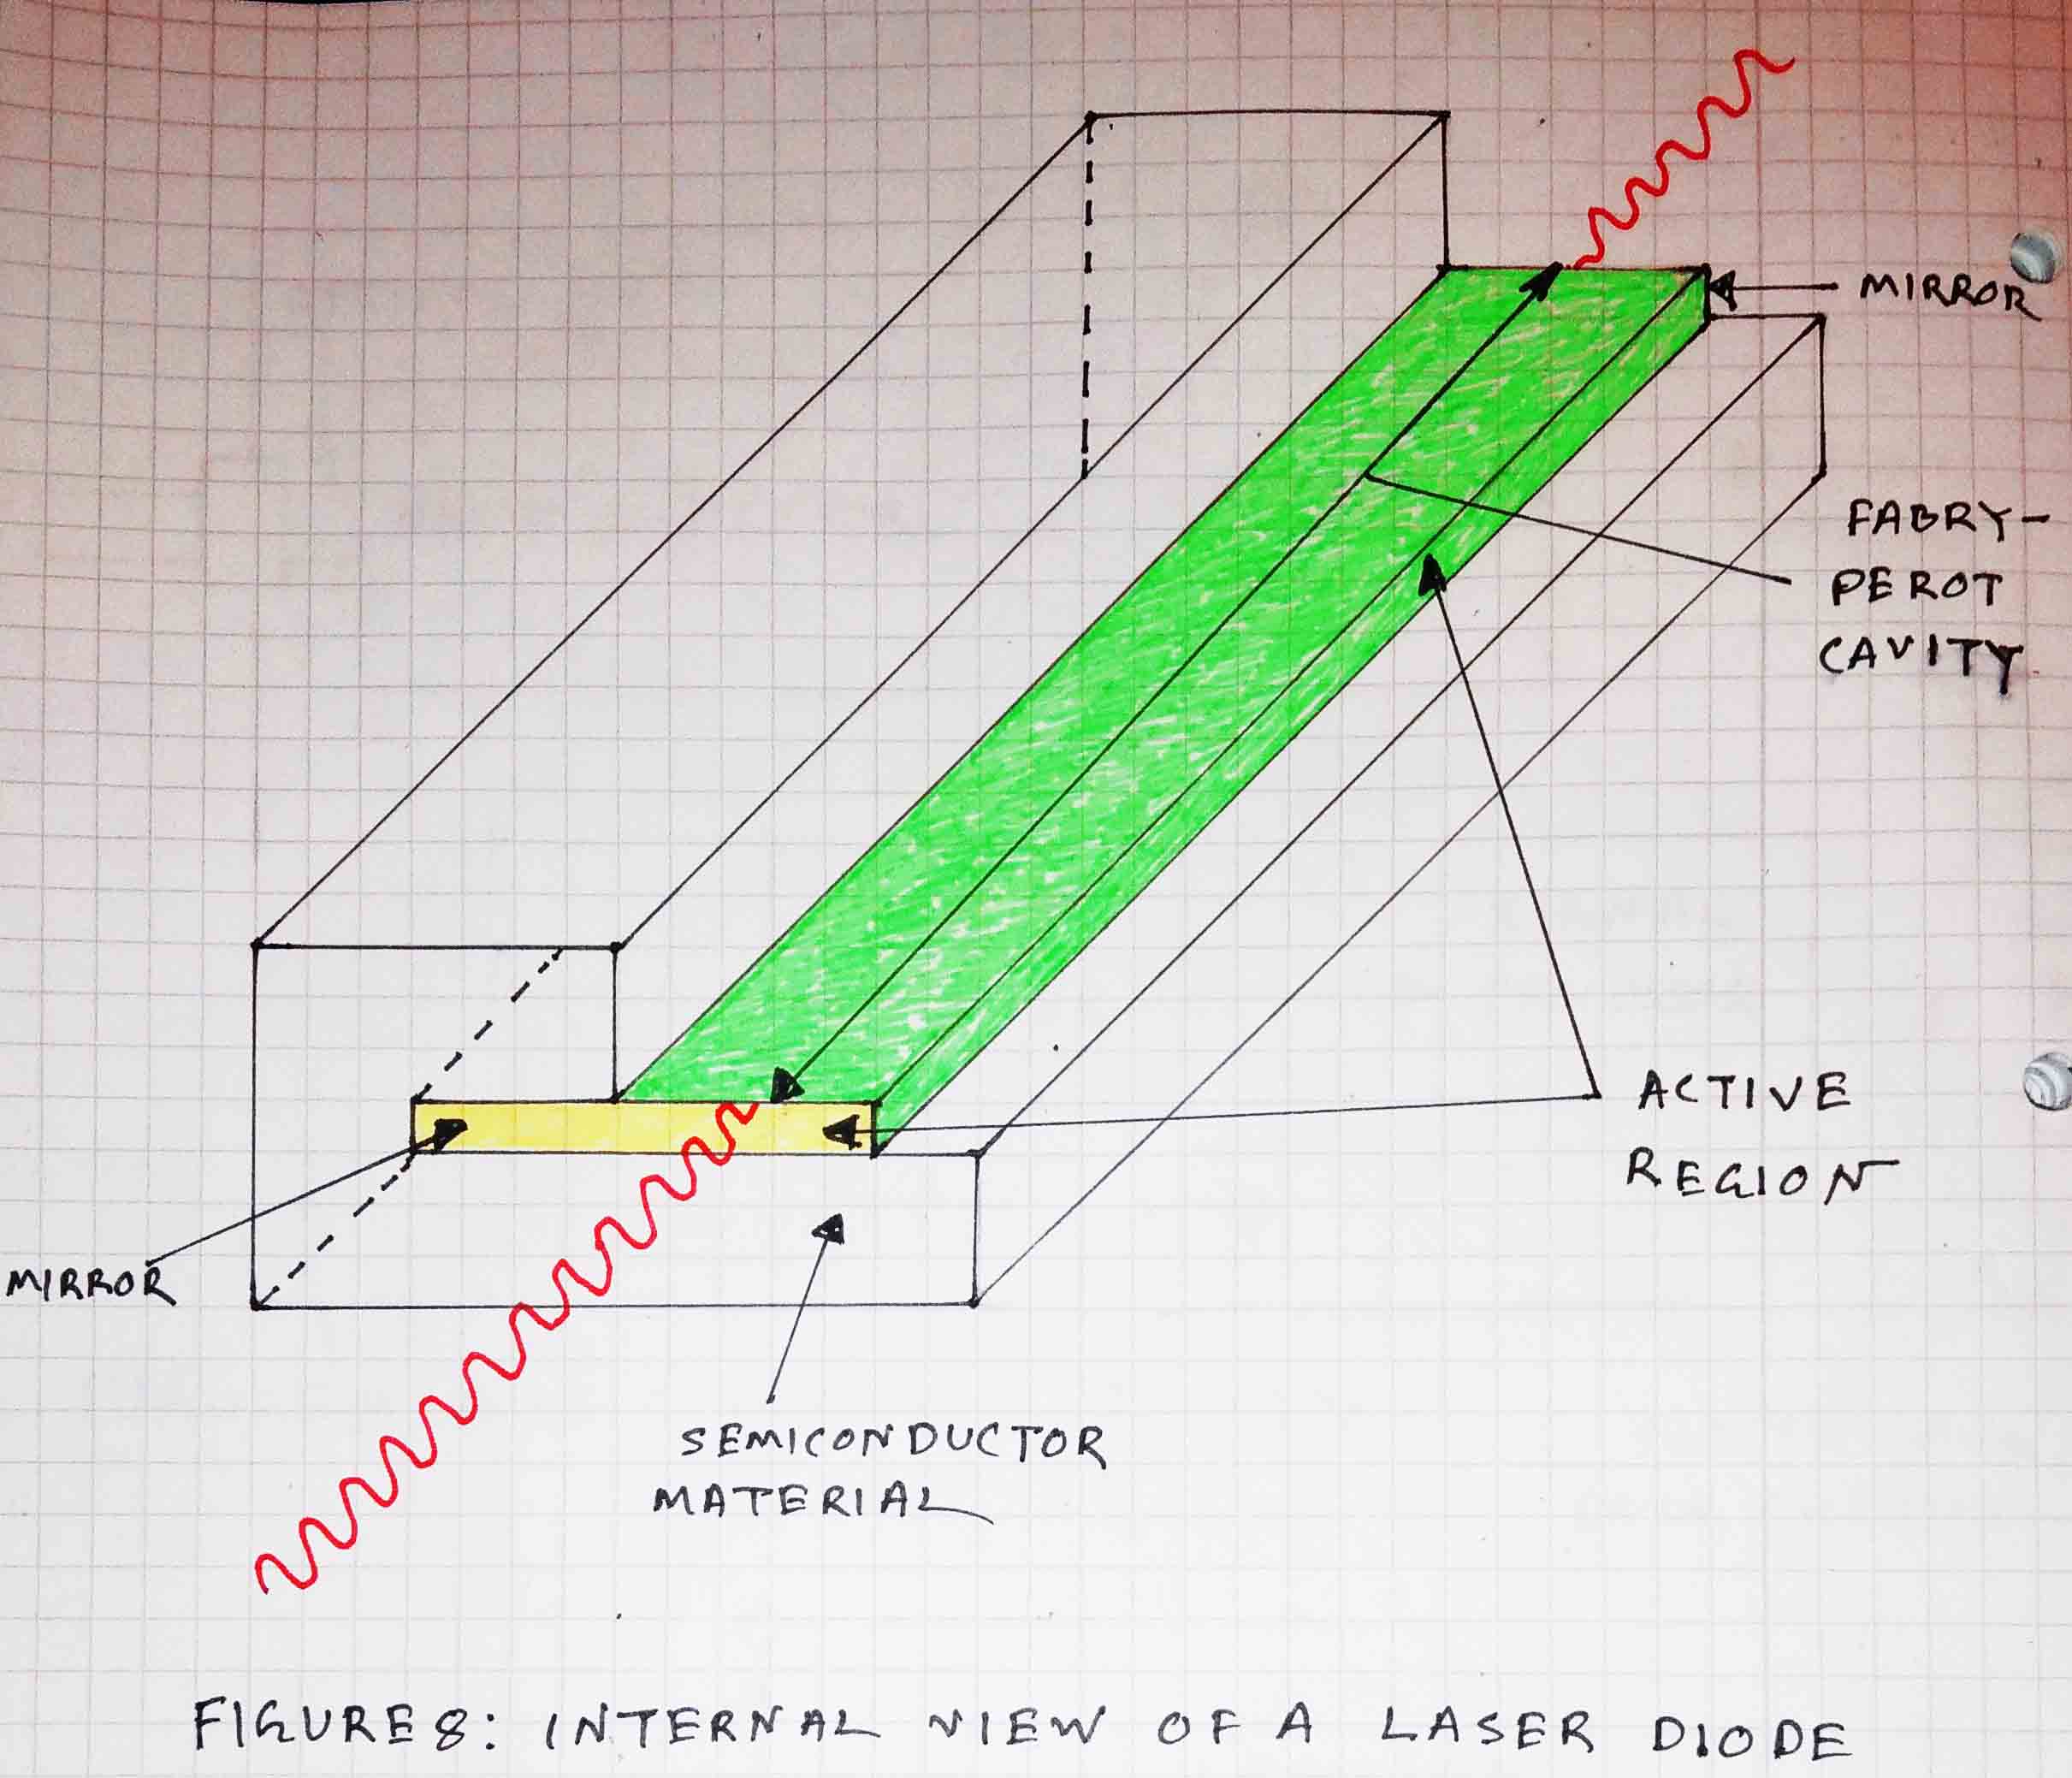 MIRROR
FABRY-
PEROT
CAVITY
ACTIVE
REGION
MIRROR
SEMICONDUCTOR
MATERIAL
FIGURE 8: INTERNAL VIEW OF A LASER DIODE